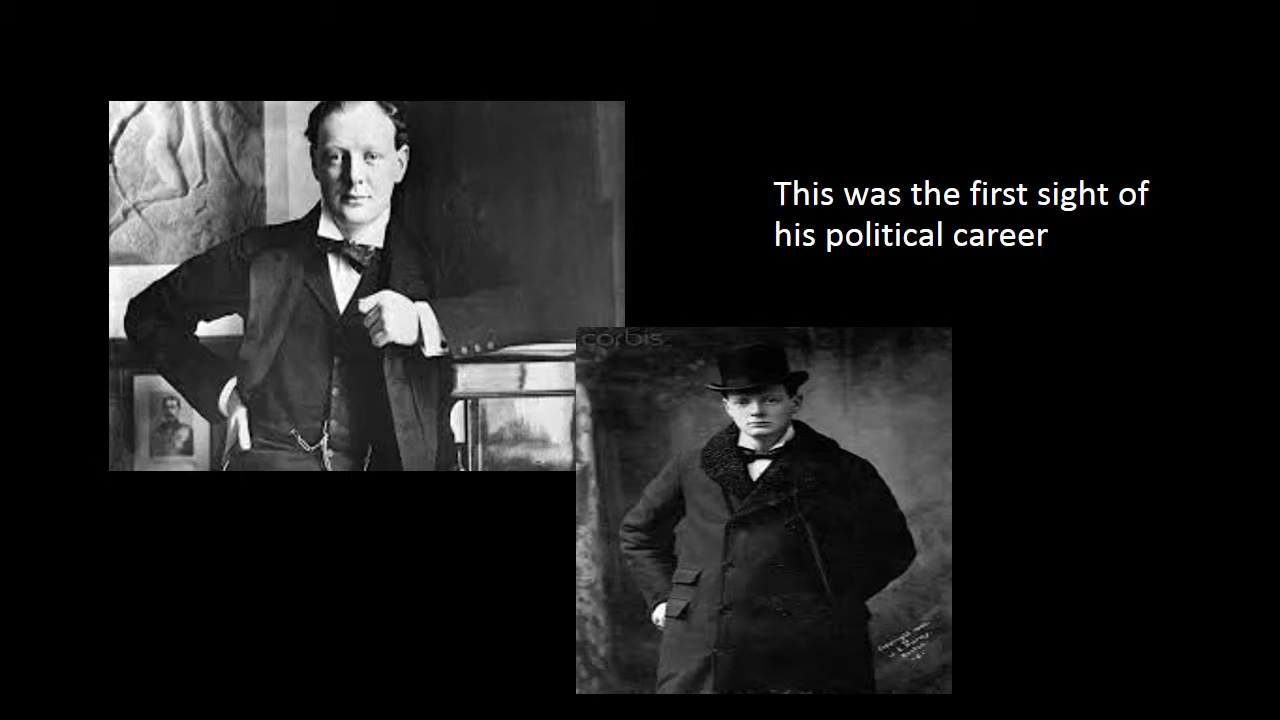 This was the first sight of
his political career
corbis